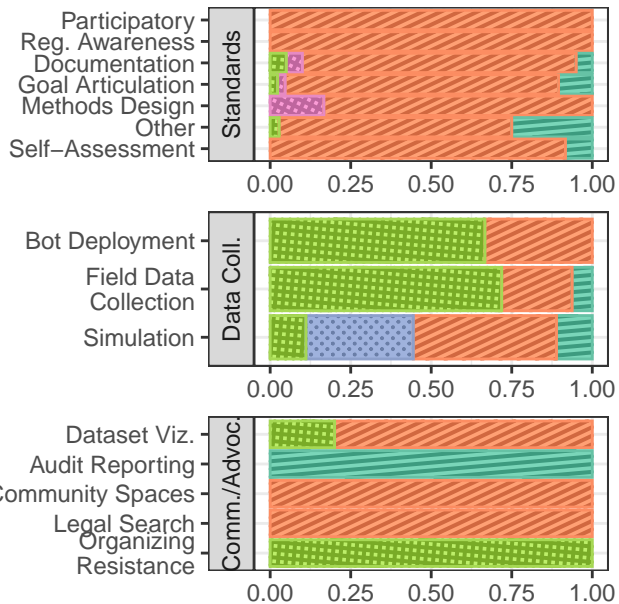 Participatory
Reg. Awareness
Documentation
Goal Articulation
Methods Design
Other
Self−Assessment
Standards
0.00 0.25 0.50 0.75 1.00
Bot Deployment
Field Data
Collection
Simulation
Data Coll.
0.00 0.25 0.50 0.75 1.00
Dataset Viz.
Audit Reporting
Community Spaces
Legal Search
Organizing
Resistance
Comm./Advoc.
0.00 0.25 0.50 0.75 1.00